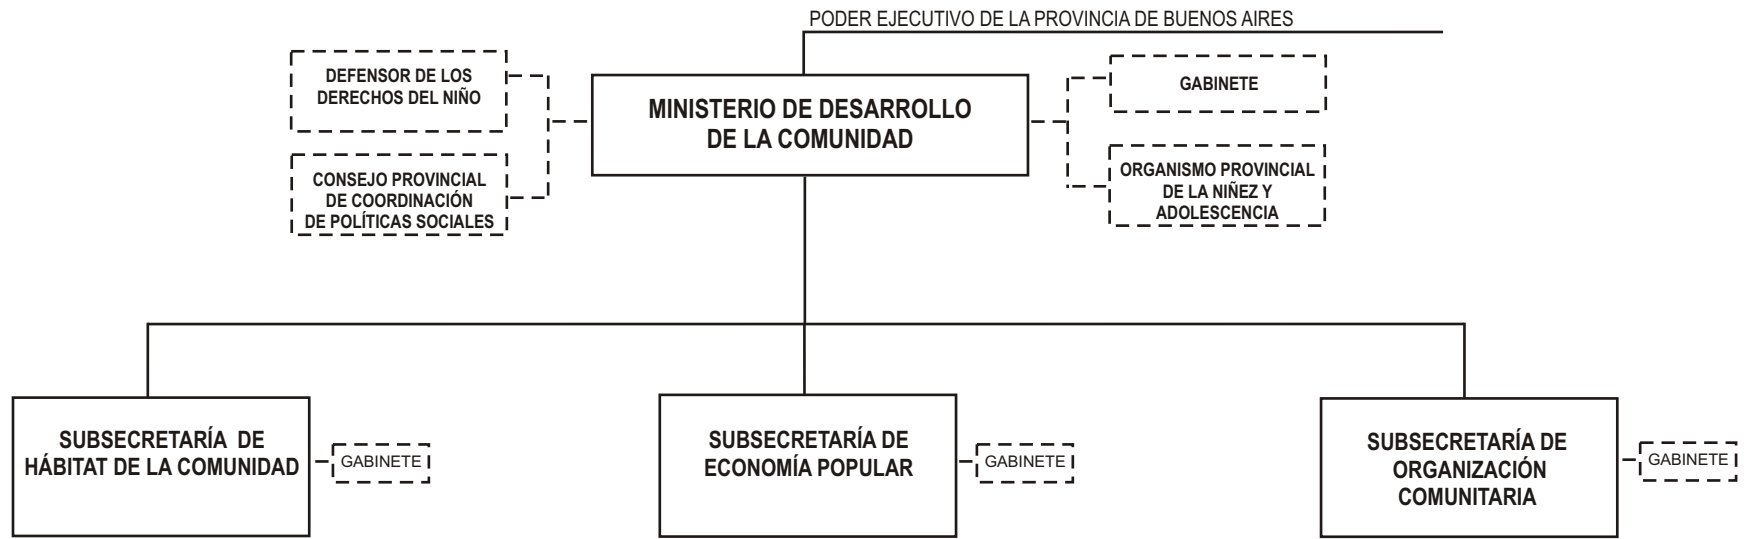 PODER EJECUTIVO DE LA PROVINCIA DE BUENOS AIRES
DEFENSOR DE LOS
DERECHOS DEL NIÑO
CONSEJO PROVINCIAL
DE COORDINACIÓN
DE POLÍTICAS SOCIALES
MINISTERIO DE DESARROLLO
DE LA COMUNIDAD
GABINETE
ORGANISMO PROVINCIAL
DE LA NIÑEZ Y
ADOLESCENCIA
SUBSECRETARÍA DE
HÁBITAT DE LA COMUNIDAD
GABINETE
SUBSECRETARÍA DE
ECONOMÍA POPULAR
GABINETE
SUBSECRETARÍA DE
ORGANIZACIÓN
COMUNITARIA
GABINETE